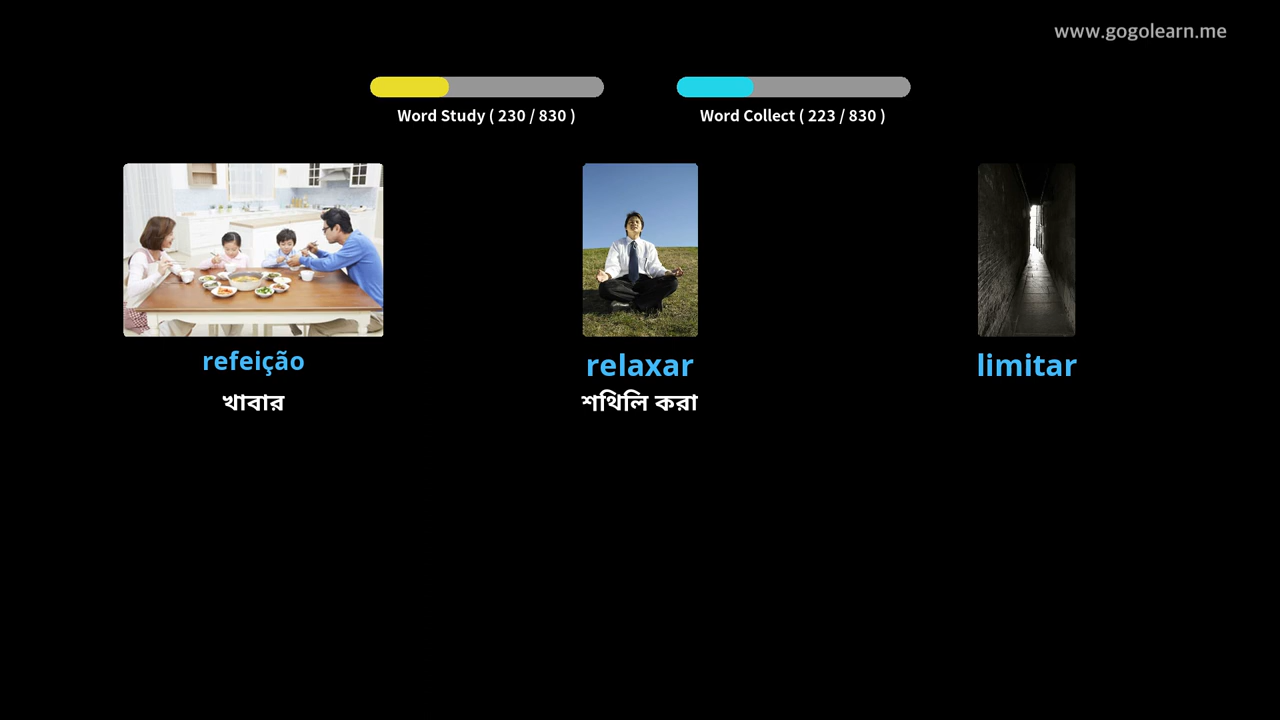 www.gogolearn.me
Word Study ( 230 / 830 )
Word Collect ( 223 / 830 )
refeição
relaxar
limitar
খাবার
শিথিল করা